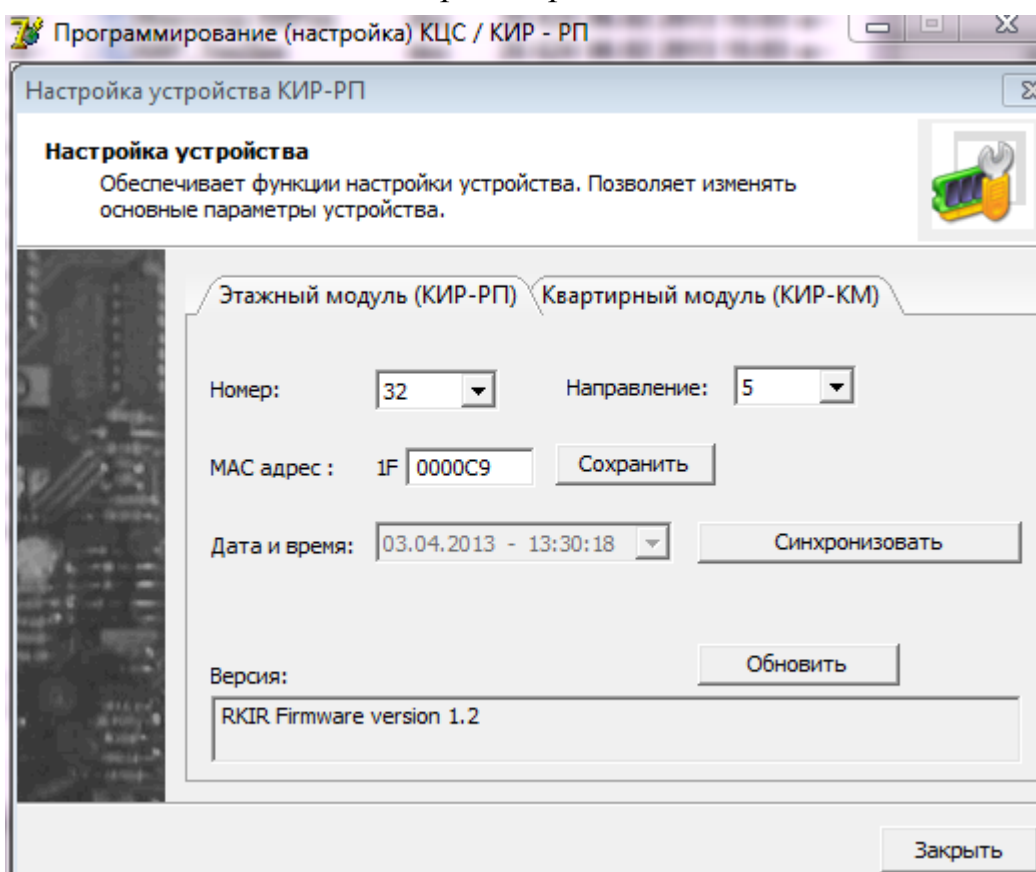 Программирование (настройка) КЦС / КИР - РП
Настройка устройства КИР-РП
Настройка устройства
Обеспечивает функции настройки устройства. Позволяет изменять
основные параметры устройства.
Этажный модуль (КИР-РП) Квартирный модуль (КИР-КМ)
Номер: 32 Направление: 5
MAC адрес : 1F 0000C9 Сохранить
Дата и время: 03.04.2013 - 13:30:18 Синхронизовать
Обновить
Версия:
RKIR Firmware version 1.2
Закрыть